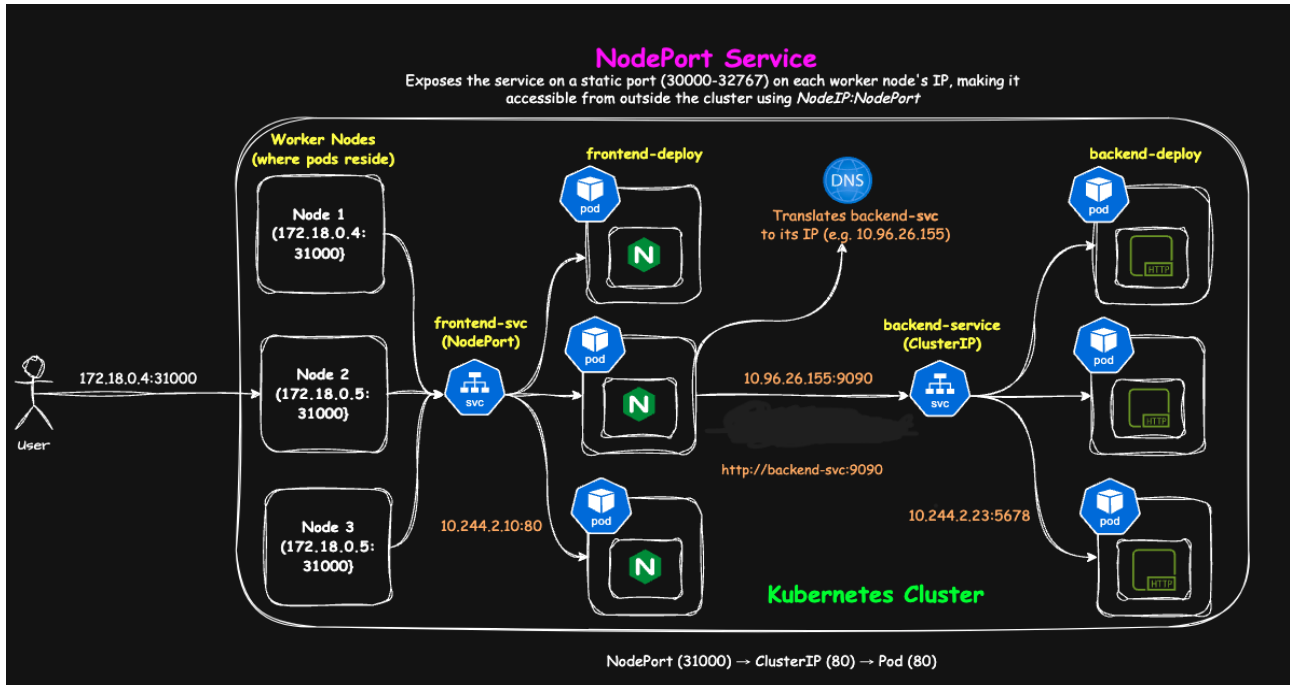 NodePort Service
Exposes the service on a static port (30000-32767) on each worker node's IP, making it
accessible from outside the cluster using NodeIP:NodePort
Worker Nodes
(where pods reside)
frontend-deploy
backend-deploy
DNS
Translates backend-svc
to its IP (e.g. 10.96.26.155)
Node 1
(172.18.0.4:
31000}
pod
pod
frontend-svc
(NodePort)
backend-service
(ClusterIP)
HTTP
User
172.18.0.4:31000
Node 2
(172.18.0.5:
31000}
svc
pod
N
N
10.96.26.155:9090
svc
pod
HTTP
http://backend-svc:9090
Node 3
(172.18.0.5:
31000}
10.244.2.10:80
pod
N
10.244.2.23:5678
pod
HTTP
Kubernetes Cluster
NodePort (31000) → ClusterIP (80) → Pod (80)